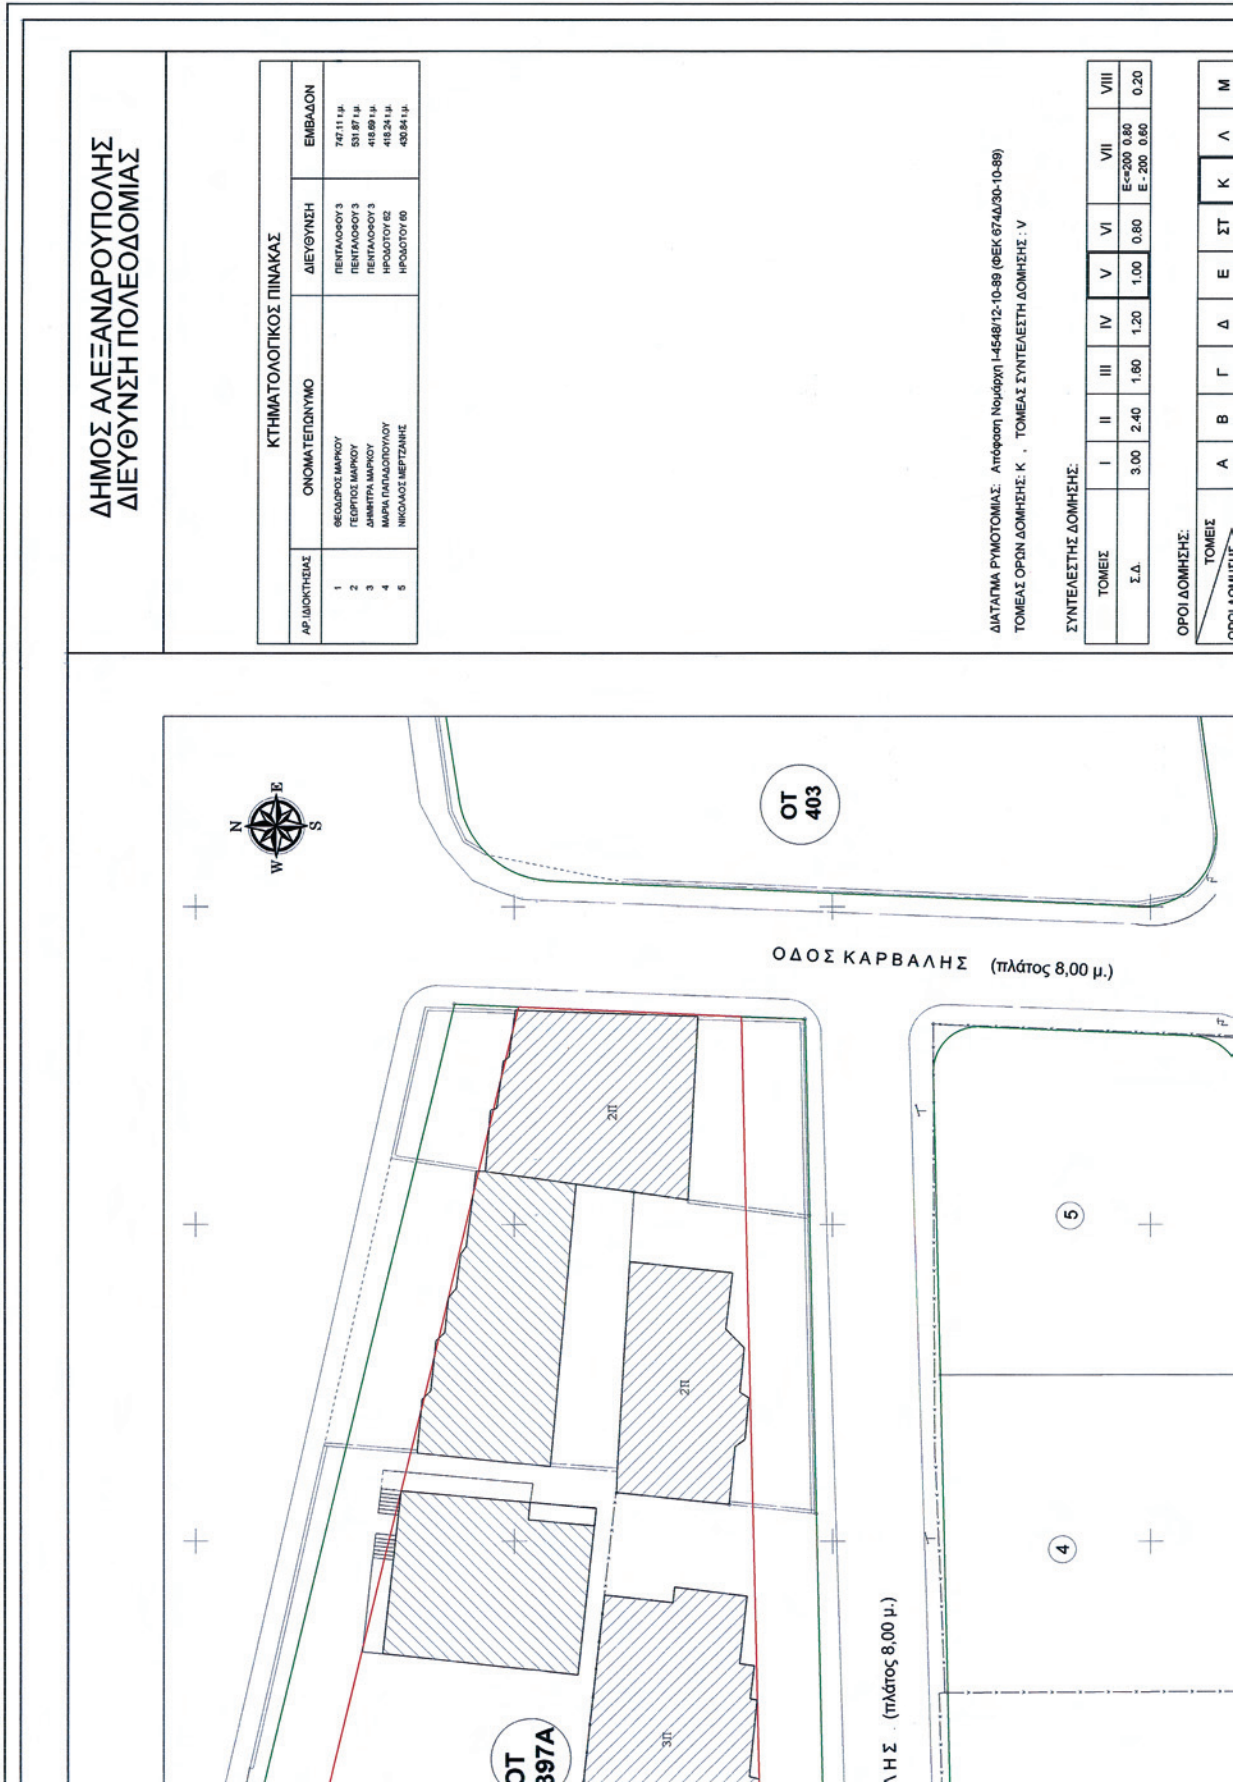 ΔΗΜΟΣ ΑΛΕΞΑΝΔΡΟΥΠΟΛΗΣ
ΔΙΕΥΘΥΝΣΗ ΠΟΛΕΟΔΟΜΙΑΣ
ΚΤΗΜΑΤΟΛΟΓΙΚΟΣ ΠΙΝΑΚΑΣ
ΑΡ.ΙΔΙΟΚΤΗΣΙΑΣ ΟΝΟΜΑΤΕΠΩΝΥΜΟ ΔΙΕΥΘΥΝΣΗ ΕΜΒΑΔΟΝ
1 ΘΕΟΔΩΡΟΣ ΜΑΡΚΟΥ ΠΕΝΤΑΛΟΦΟΥ 3 747.11 τ.μ.
2 ΓΕΩΡΓΙΟΣ ΜΑΡΚΟΥ ΠΕΝΤΑΛΟΦΟΥ 3 531.87 τ.μ.
3 ΔΗΜΗΤΡΑ ΜΑΡΚΟΥ ΠΕΝΤΑΛΟΦΟΥ 3 418.69 τ.μ.
4 ΜΑΡΙΑ ΠΑΠΑΔΟΠΟΥΛΟΥ ΗΡΟΔΟΤΟΥ 62 418.24 τ.μ.
5 ΝΙΚΟΛΑΟΣ ΜΕΡΤΖΑΝΗΣ ΗΡΟΔΟΤΟΥ 60 430.84 τ.μ.
ΔΙΑΤΑΓΜΑ ΡΥΜΟΤΟΜΙΑΣ: Απόφαση Νομάρχη Ι-4548/12-10-89 (ΦΕΚ 674Δ/30-10-89)
ΤΟΜΕΑΣ ΟΡΩΝ ΔΟΜΗΣΗΣ: Κ , ΤΟΜΕΑΣ ΣΥΝΤΕΛΕΣΤΗ ΔΟΜΗΣΗΣ : V
ΣΥΝΤΕΛΕΣΤΗΣ ΔΟΜΗΣΗΣ:
ΤΟΜΕΙΣ I II III IV V VI VII VIII
Σ.Δ. 3.00 2.40 1.60 1.20 1.00 0.80 Ε<=200 0.80 0.20
Ε - 200 0.60
ΟΡΟΙ ΔΟΜΗΣΗΣ:
ΤΟΜΕΙΣ Α Β Γ Δ Ε ΣΤ Κ Λ Μ
ΟΡΟΙ ΔΟΜΗΣΗΣ
N
E
S
W
ΟΤ
403
ΟΔΟΣ ΚΑΡΒΑΛΗΣ (πλάτος 8,00 μ.)
2Π
2Π
3Π
5
4
ΟΤ
397Α
ΛΗΣ . (πλάτος 8,00 μ.)